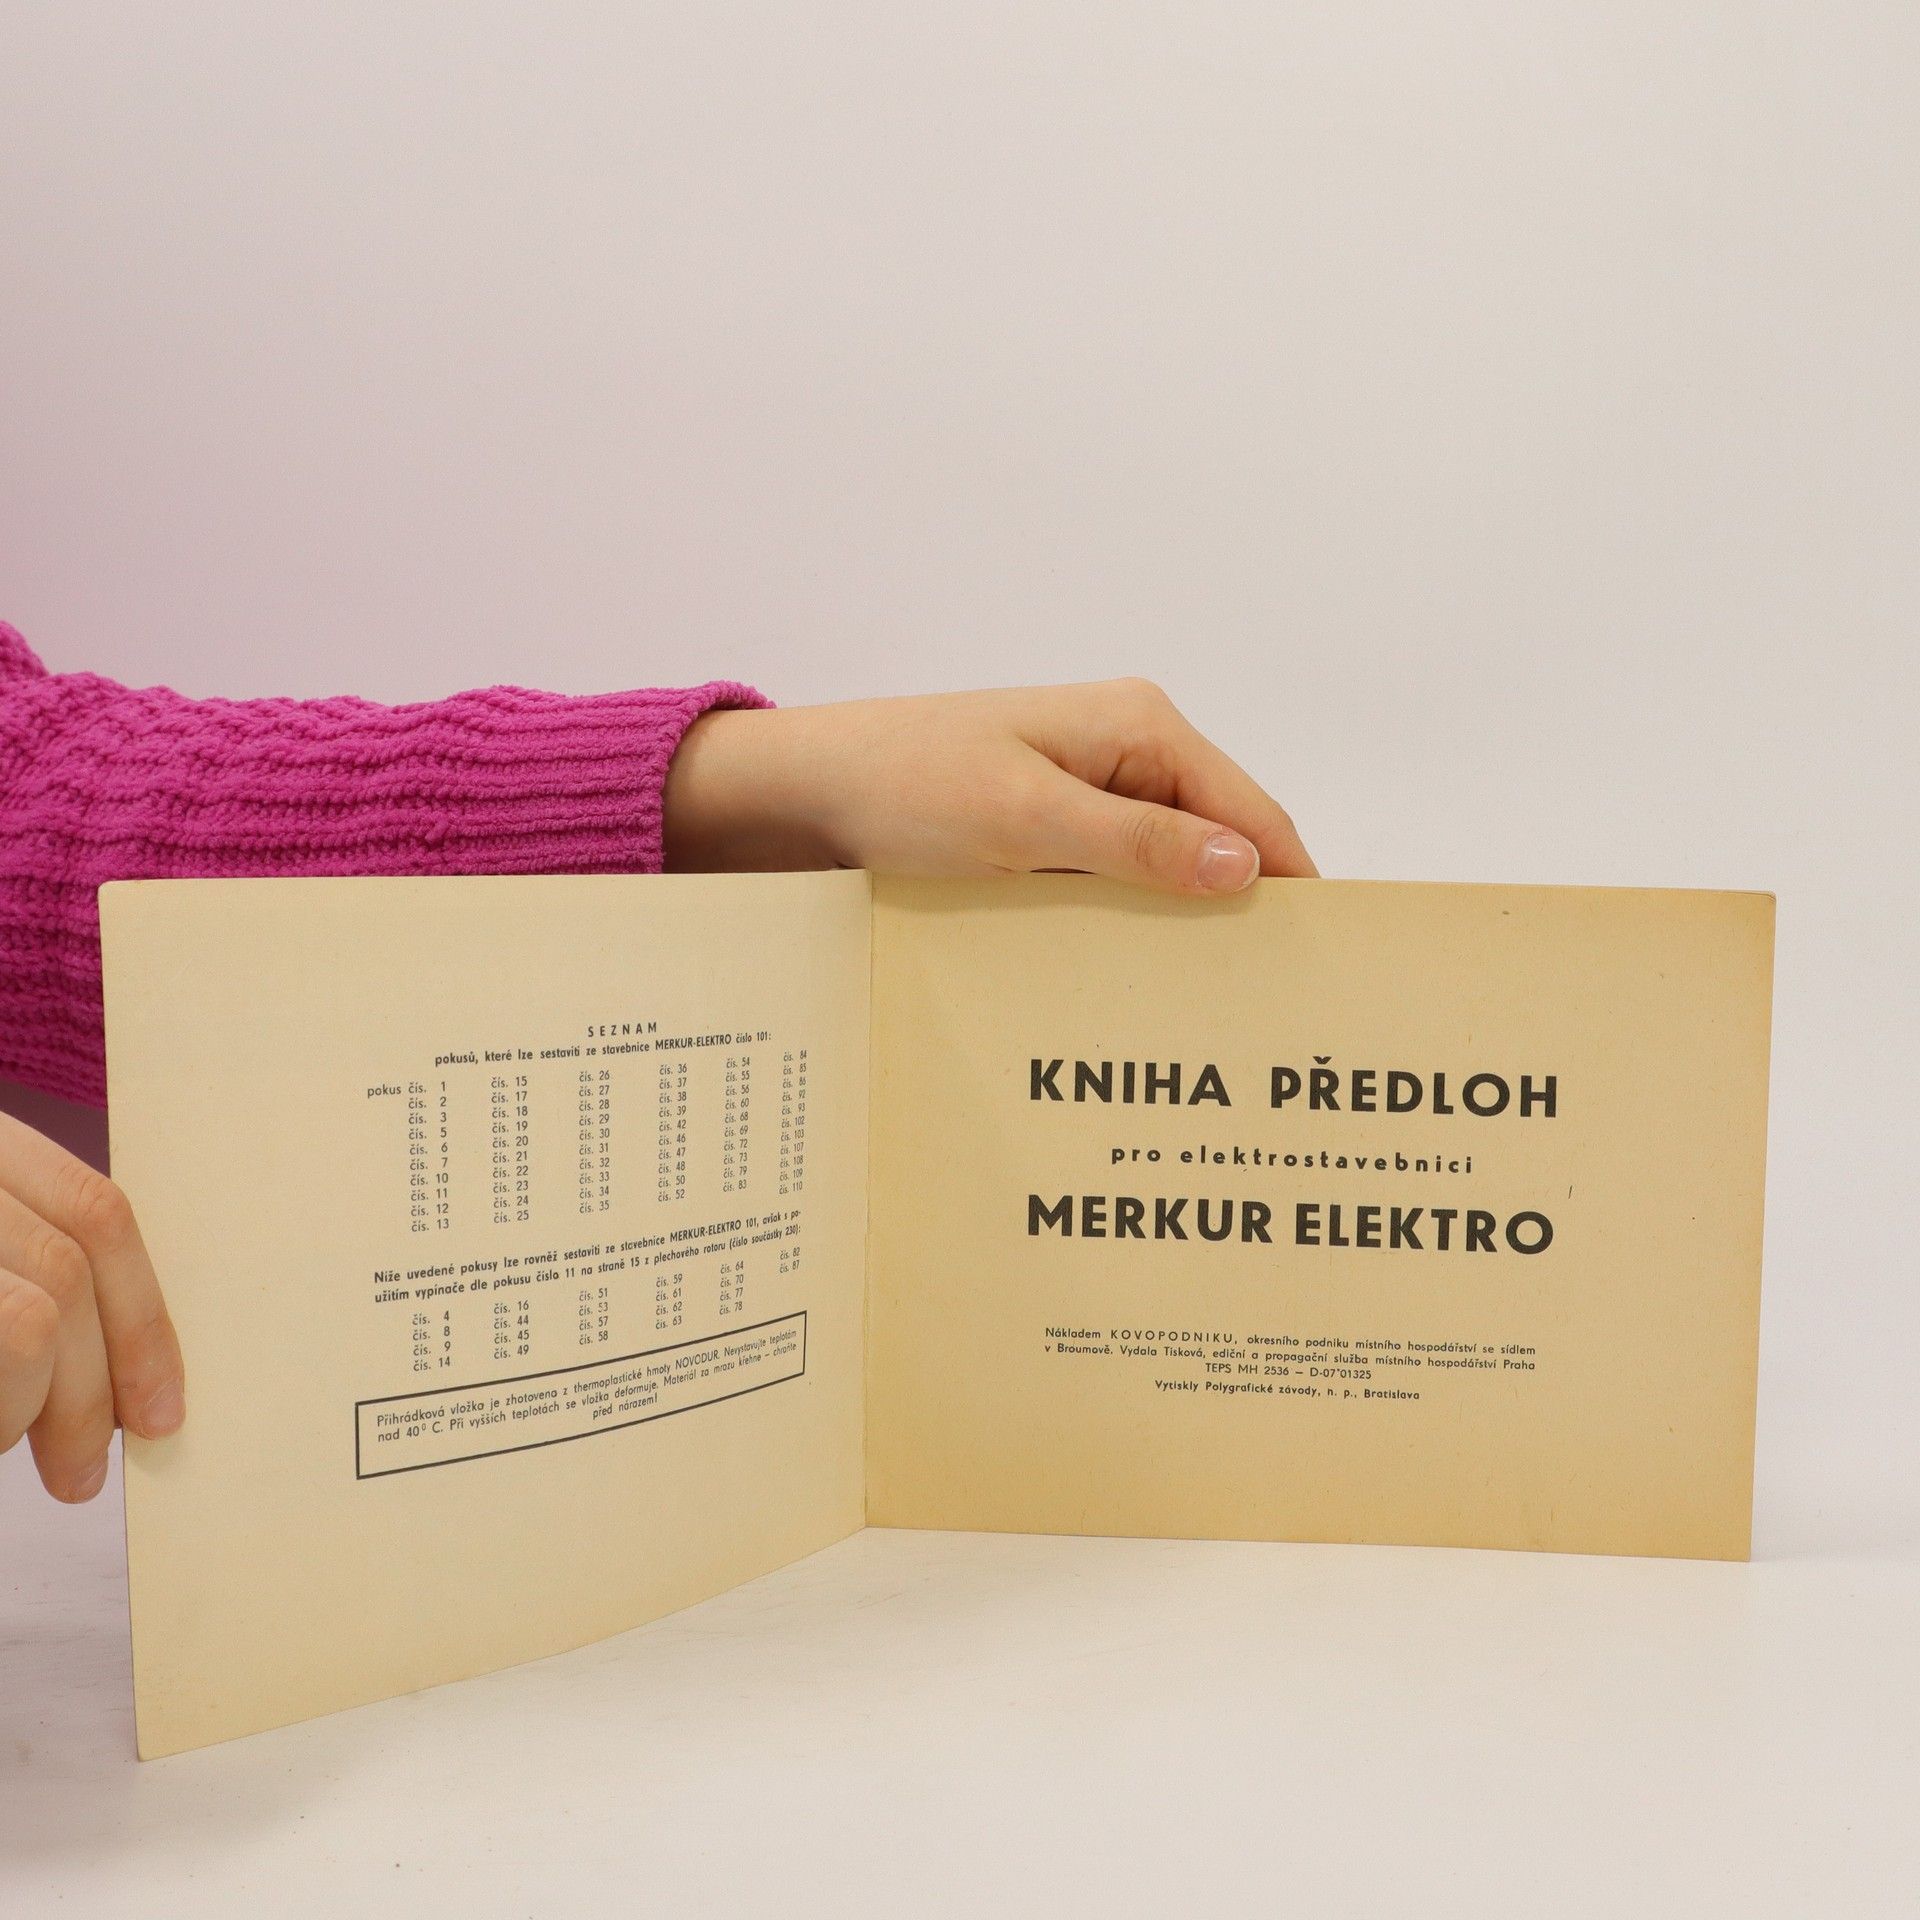 SEZNAM
pokusů, které lze sestaviti ze stavebnice MERKUR-ELEKTRO číslo 101:
pokus čís. 1 čís. 15 čís. 26 čís. 36 čís. 54 čís. 84
čís. 2 čís. 17 čís. 27 čís. 37 čís. 55 čís. 85
čís. 3 čís. 18 čís. 28 čís. 38 čís. 56 čís. 86
čís. 5 čís. 19 čís. 29 čís. 39 čís. 60 čís. 92
čís. 6 čís. 20 čís. 30 čís. 42 čís. 68 čís. 93
čís. 7 čís. 21 čís. 31 čís. 46 čís. 69 čís. 102
čís. 10 čís. 22 čís. 32 čís. 47 čís. 72 čís. 103
čís. 11 čís. 23 čís. 33 čís. 48 čís. 73 čís. 107
čís. 12 čís. 24 čís. 34 čís. 50 čís. 79 čís. 108
čís. 13 čís. 25 čís. 35 čís. 52 čís. 83 čís. 109
čís. 110
Níže uvedené pokusy lze rovněž sestaviti ze stavebnice MERKUR-ELEKTRO 101, avšak s po-
užitím vypínače dle pokusu číslo 11 na straně 15 z plechového rotoru (číslo součástky 230):
čís. 4 čís. 16 čís. 51 čís. 59 čís. 64 čís. 82
čís. 8 čís. 44 čís. 53 čís. 61 čís. 70 čís. 87
čís. 9 čís. 45 čís. 57 čís. 62 čís. 77
čís. 14 čís. 49 čís. 58 čís. 63 čís. 78
Přihrádková vložka je zhotovena z thermoplastické hmoty NOVODUR. Nevystavujte teplotám
nad 40° C. Při vyšších teplotách se vložka deformuje. Materiál za mrazu křehne – chraňte
před nárazem!
KNIHA PŘEDLOH
pro elektrostavebnici
MERKUR ELEKTRO
Nákladem KOVOPODNIKU, okresního podniku místního hospodářství se sídlem
v Broumově. Vydala Tisková, ediční a propagační služba místního hospodářství Praha
TEPS MH 2536 – D-07*01325
Vytiskly Polygrafické závody, n. p., Bratislava